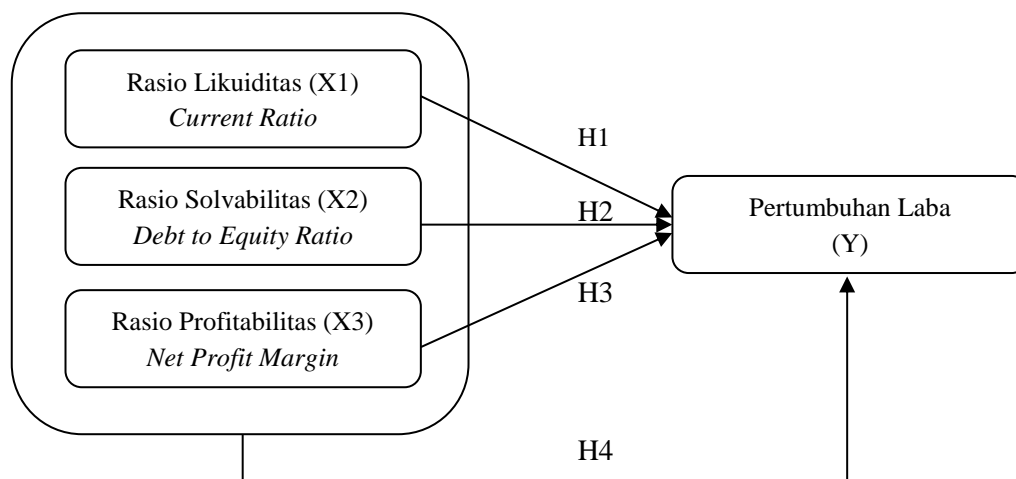 Rasio Likuiditas (X1)
Current Ratio
H1
Rasio Solvabilitas (X2)
Debt to Equity Ratio
H2
Pertumbuhan Laba
(Y)
Rasio Profitabilitas (X3)
Net Profit Margin
H3
H4